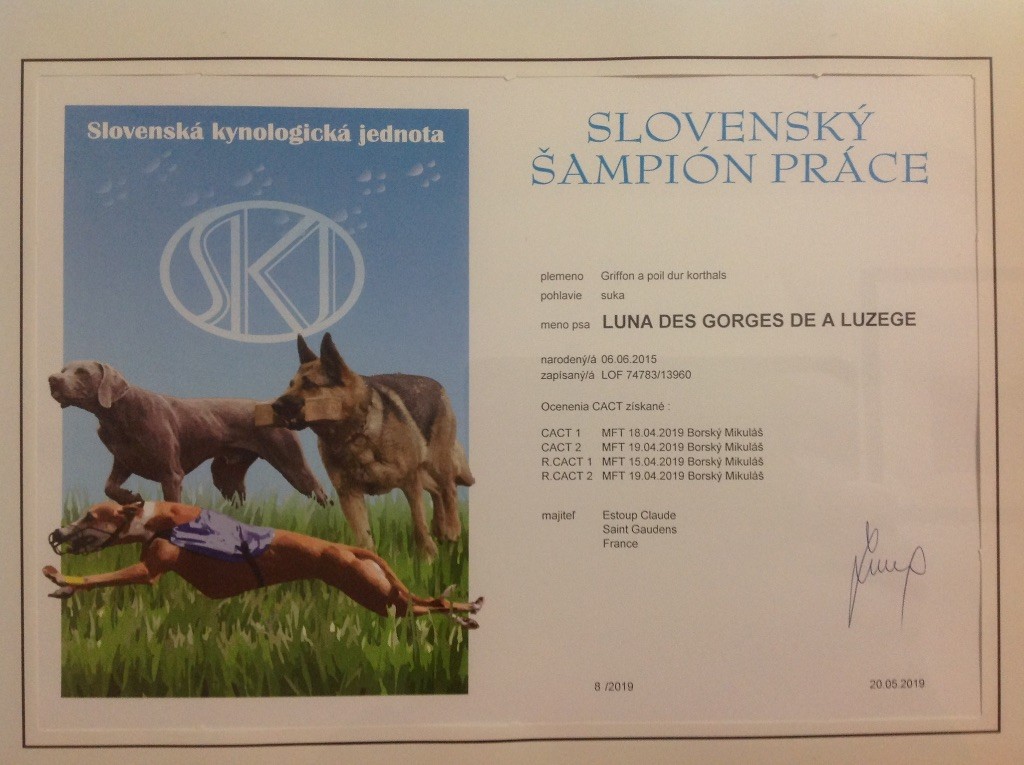 Slovenská kynologická jednota
SKJ
SLOVENSKÝ
ŠAMPIÓN PRÁCE
plemeno Griffon a poil dur korthals
pohlavie suka
meno psa LUNA DES GORGES DE A LUZEGE
narodený/á 06.06.2015
zapísaný/á LOF 74783/13960
Ocenenia CACT získané :
CACT 1 MFT 18.04.2019 Borský Mikuláš
CACT 2 MFT 19.04.2019 Borský Mikuláš
R.CACT 1 MFT 15.04.2019 Borský Mikuláš
R.CACT 2 MFT 19.04.2019 Borský Mikuláš
majiteľ Estoup Claude
Saint Gaudens
France
8 /2019
20.05.2019